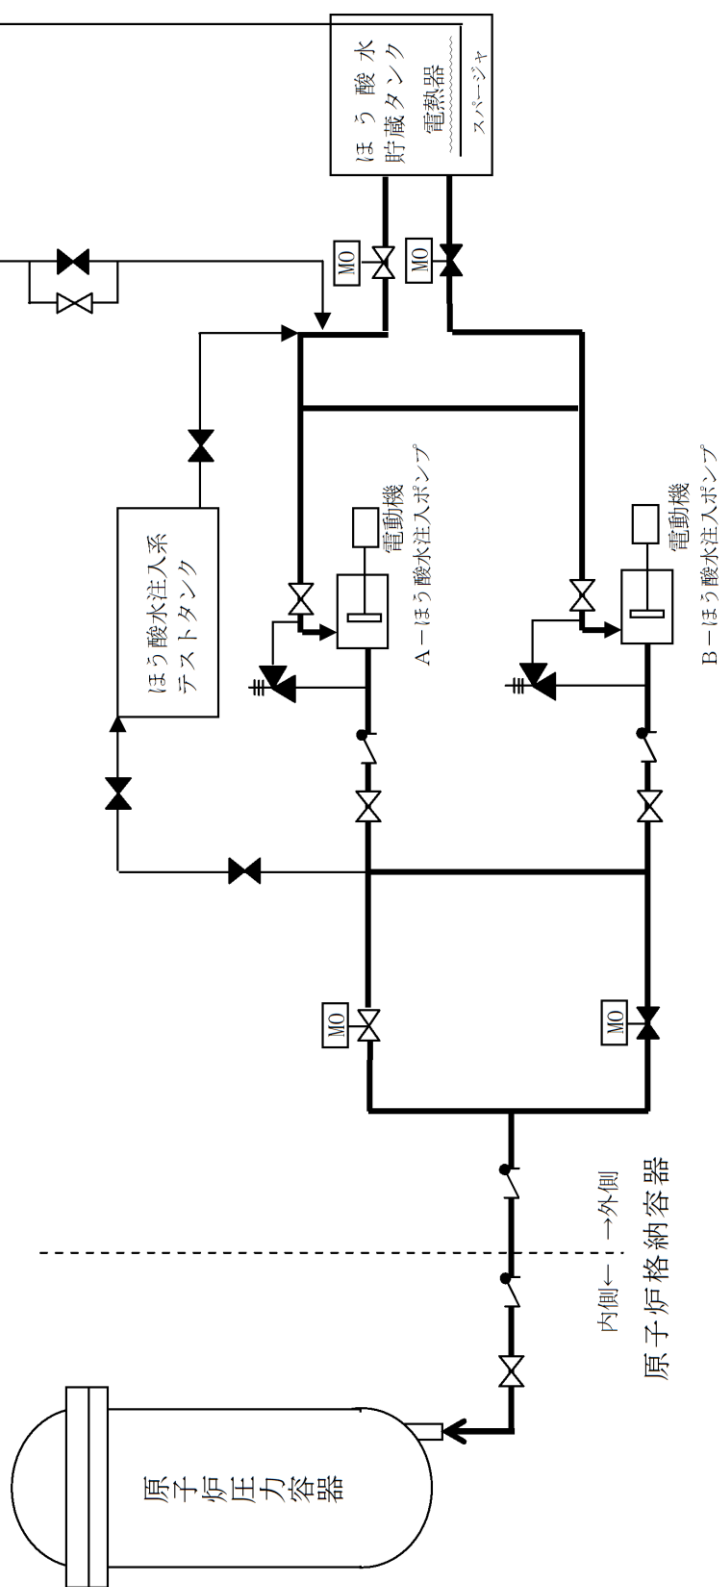 ほう酸水
貯蔵タンク
電熱器
スパージャ
MO
MO
ほう酸水注入系
テストタンク
電動機
A－ほう酸水注入ポンプ
電動機
B－ほう酸水注入ポンプ
MO
MO
内側← →外側
原子炉格納容器
原子炉圧力容器